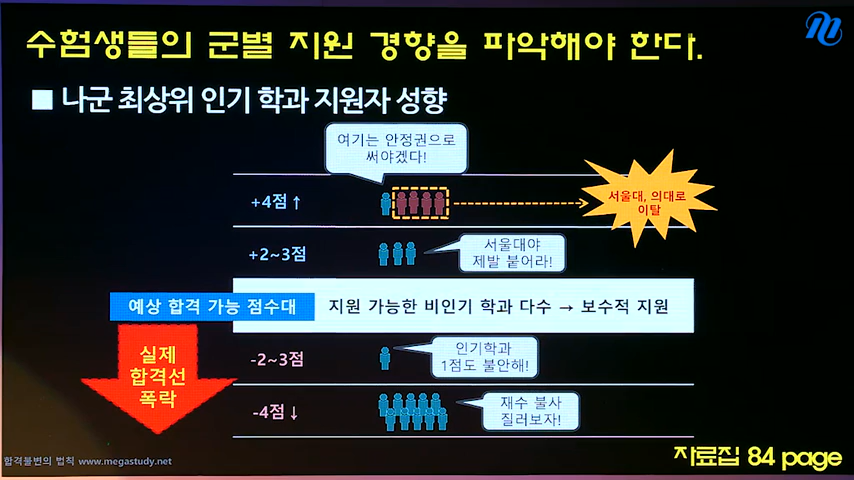 수험생들의 군별 지원 경향을 파악해야 한다.
■ 나군 최상위 인기 학과 지원자 성향
여기는 안정권으로
써야겠다!
+4점 ↑
서울대, 의대로
이탈
+2~3점
서울대야
제발 붙어라!
예상 합격 가능 점수대
지원 가능한 비인기 학과 다수 → 보수적 지원
실제
합격선
폭락
-2~3점
인기학과
1점도 불안해!
-4점 ↓
재수 불사
질러보자!
합격불변의 법칙 www.megastudy.net
자료집 84 page